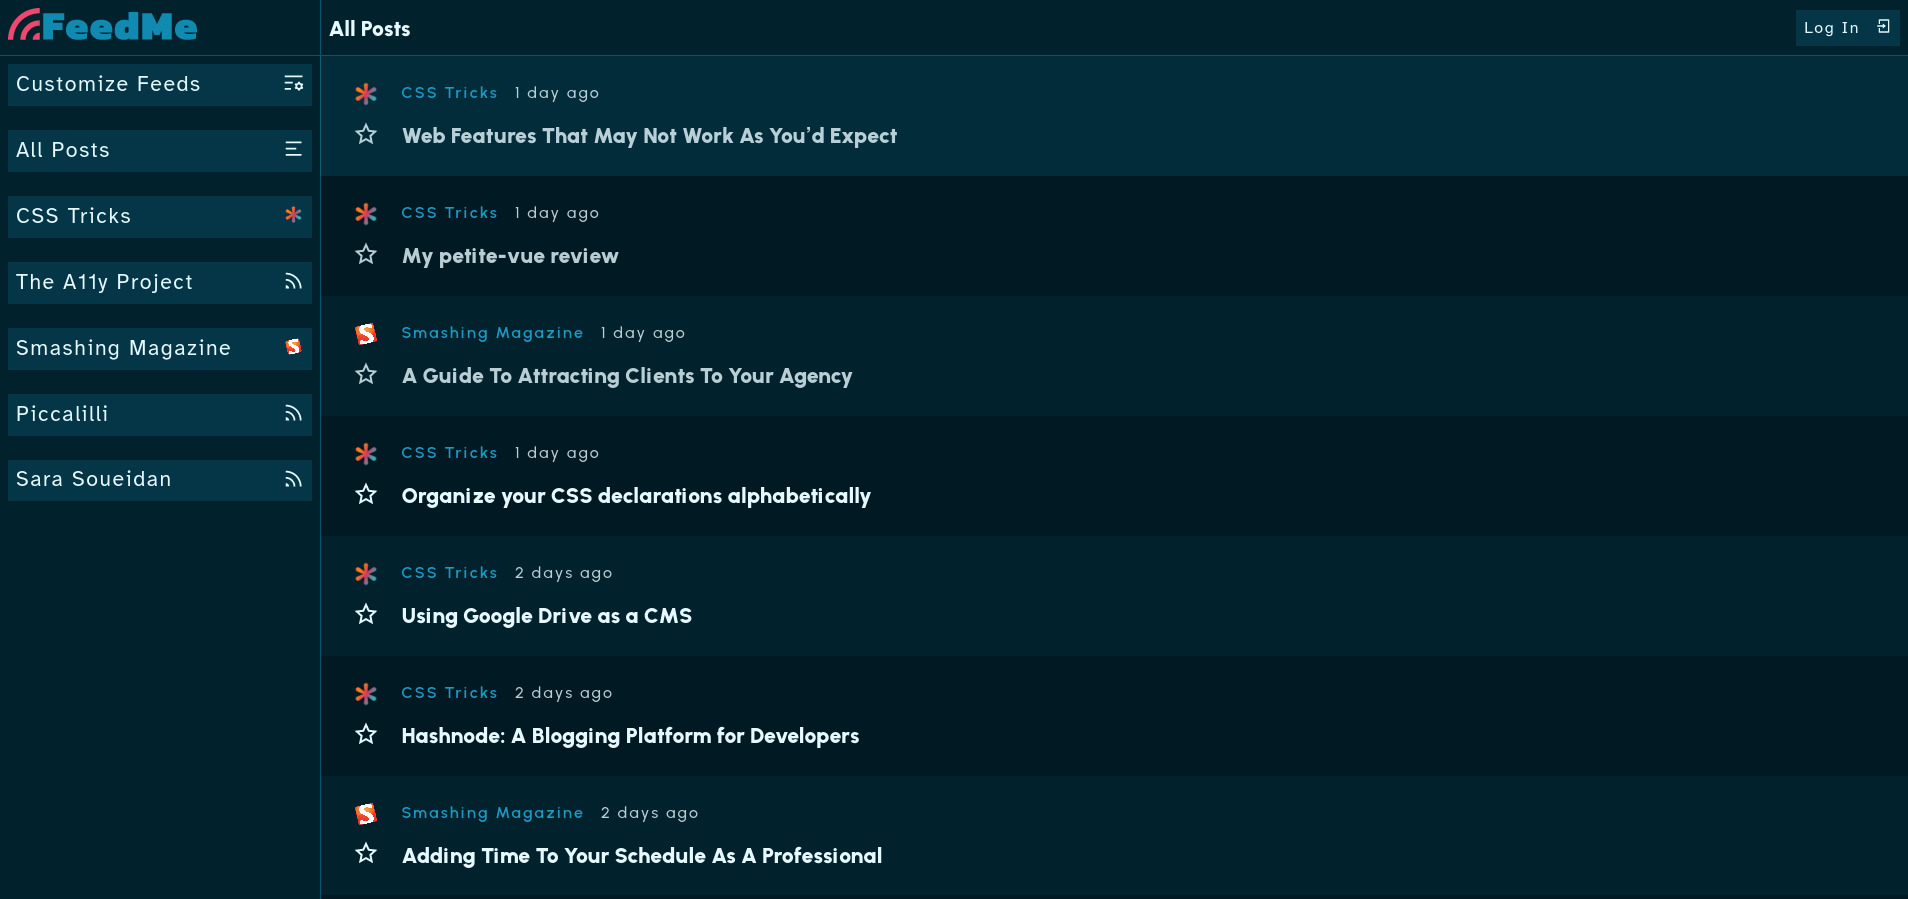 FeedMe
All Posts
Log In
Customize Feeds
All Posts
CSS Tricks
The A11y Project
Smashing Magazine
Piccalilli
Sara Soueidan
CSS Tricks 1 day ago
Web Features That May Not Work As You’d Expect
CSS Tricks 1 day ago
My petite-vue review
Smashing Magazine 1 day ago
A Guide To Attracting Clients To Your Agency
CSS Tricks 1 day ago
Organize your CSS declarations alphabetically
CSS Tricks 2 days ago
Using Google Drive as a CMS
CSS Tricks 2 days ago
Hashnode: A Blogging Platform for Developers
Smashing Magazine 2 days ago
Adding Time To Your Schedule As A Professional